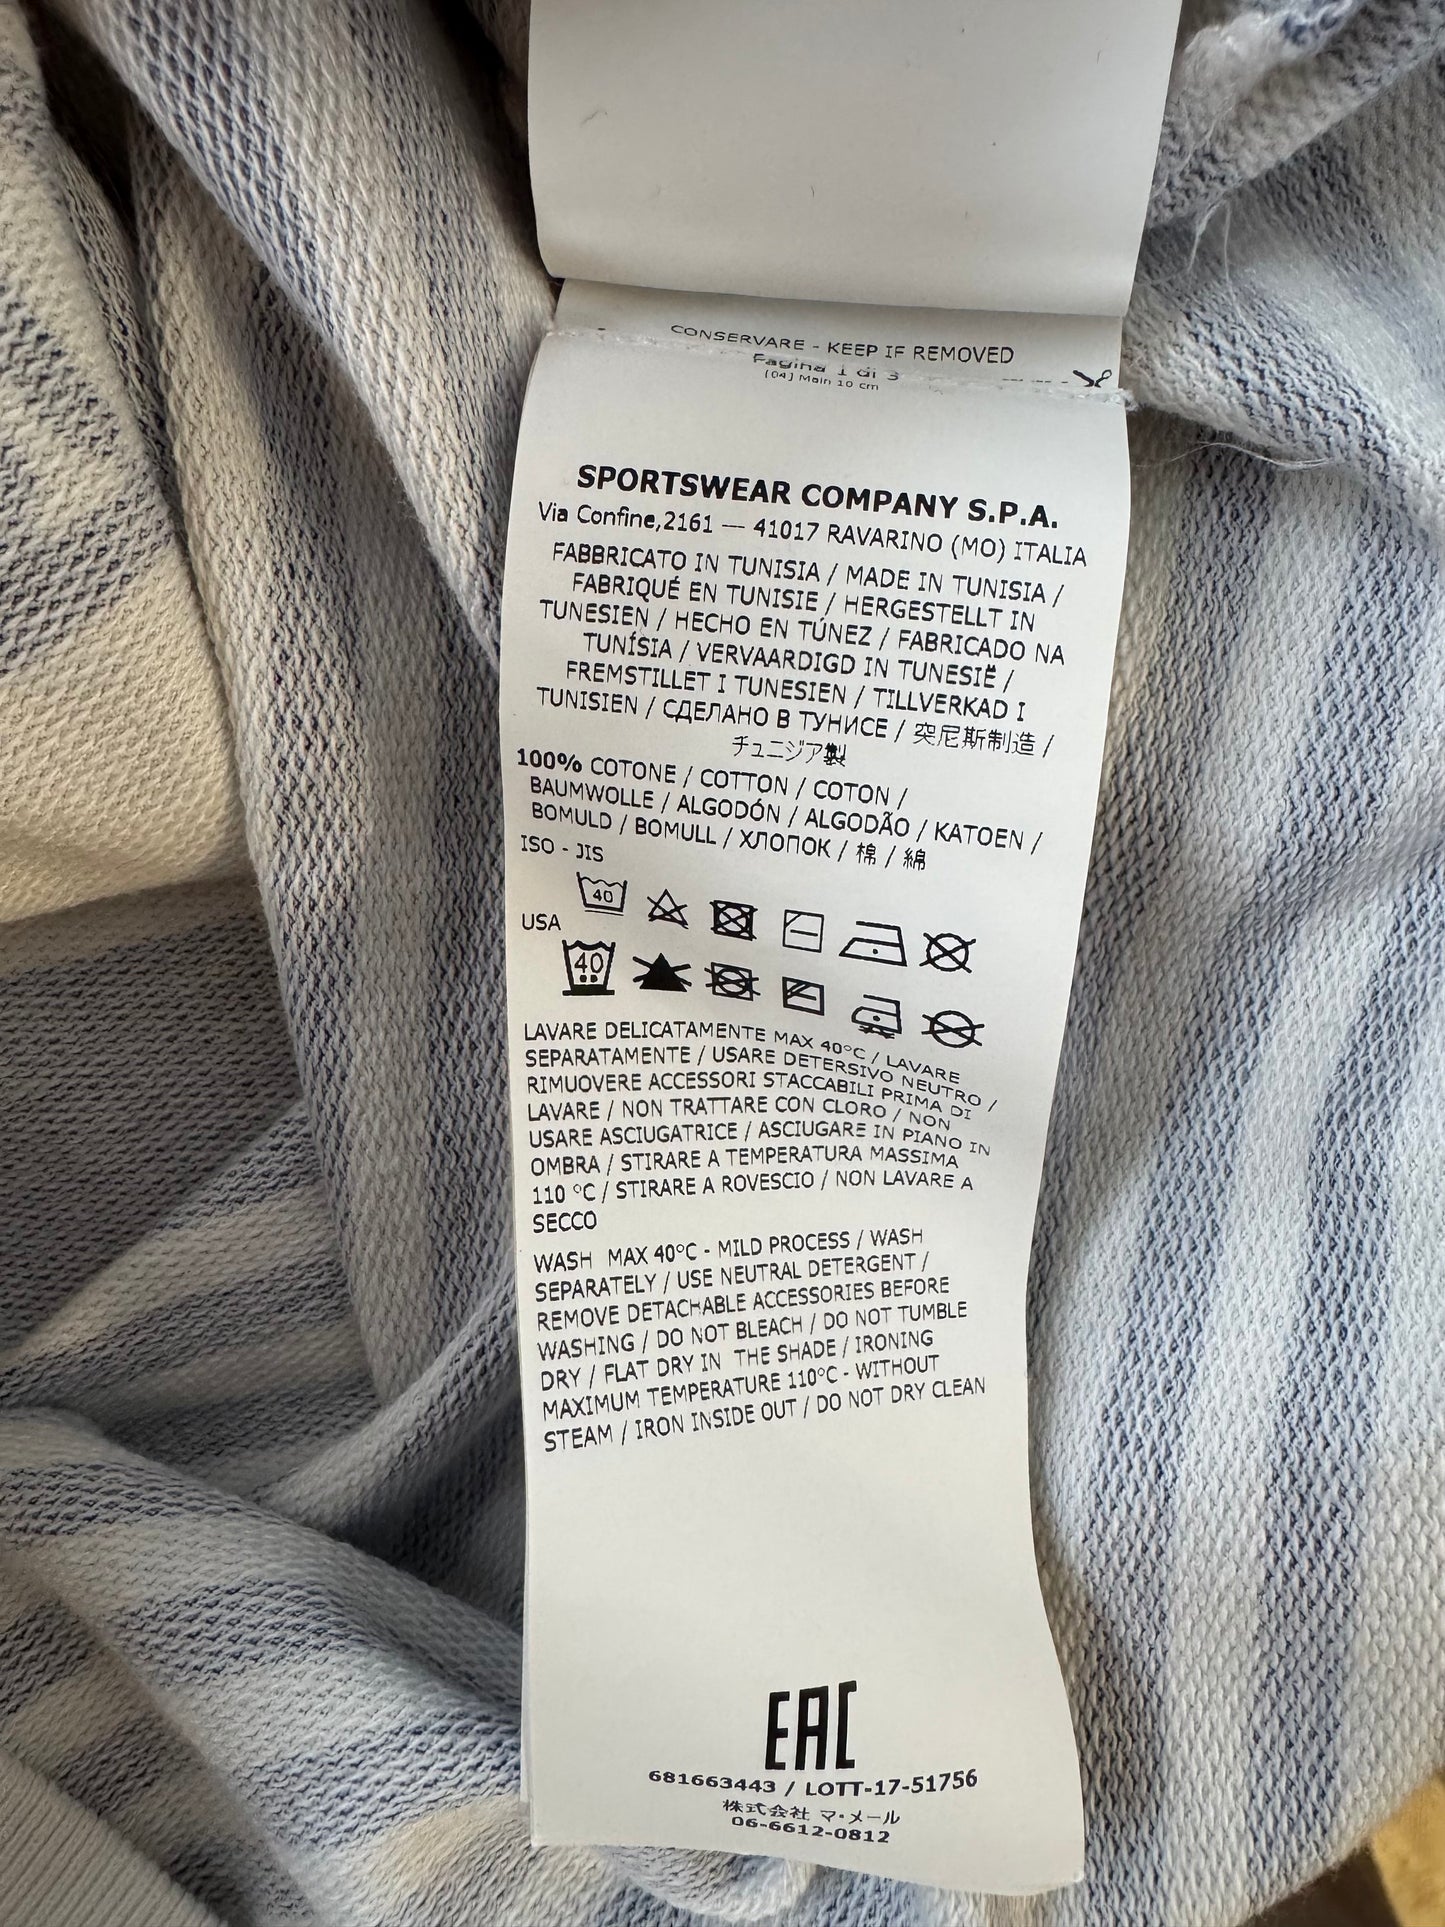 CONSERVARE - KEEP IF REMOVED
Pagina 1 di 3
[04] Main 10 cm
SPORTSWEAR COMPANY S.P.A.
Via Confine,2161 — 41017 RAVARINO (MO) ITALIA
FABBRICATO IN TUNISIA / MADE IN TUNISIA /
FABRIQUÉ EN TUNISIE / HERGESTELLT IN
TUNESIEN / HECHO EN TÚNEZ / FABRICADO NA
TUNÍSIA / VERVAARDIGD IN TUNESIË /
FREMSTILLET I TUNESIEN / TILLVERKAD I
TUNISIEN / СДЕЛАНО В ТУНИСЕ / 突尼斯制造 /
チュニジア製
100% COTONE / COTTON / COTON /
BAUMWOLLE / ALGODÓN / ALGODÃO / KATOEN /
BOMULD / BOMULL / ХЛОПОК / 棉 / 綿
ISO - JIS
40
USA
40
LAVARE DELICATAMENTE MAX 40°C / LAVARE
SEPARATAMENTE / USARE DETERSIVO NEUTRO /
RIMUOVERE ACCESSORI STACCABILI PRIMA DI
LAVARE / NON TRATTARE CON CLORO / NON
USARE ASCIUGATRICE / ASCIUGARE IN PIANO IN
OMBRA / STIRARE A TEMPERATURA MASSIMA
110 °C / STIRARE A ROVESCIO / NON LAVARE A
SECCO
WASH MAX 40°C - MILD PROCESS / WASH
SEPARATELY / USE NEUTRAL DETERGENT /
REMOVE DETACHABLE ACCESSORIES BEFORE
WASHING / DO NOT BLEACH / DO NOT TUMBLE
DRY / FLAT DRY IN THE SHADE / IRONING
MAXIMUM TEMPERATURE 110°C - WITHOUT
STEAM / IRON INSIDE OUT / DO NOT DRY CLEAN
EAC
681663443 / LOTT-17-51756
株式会社 マ・メール
06-6612-0812